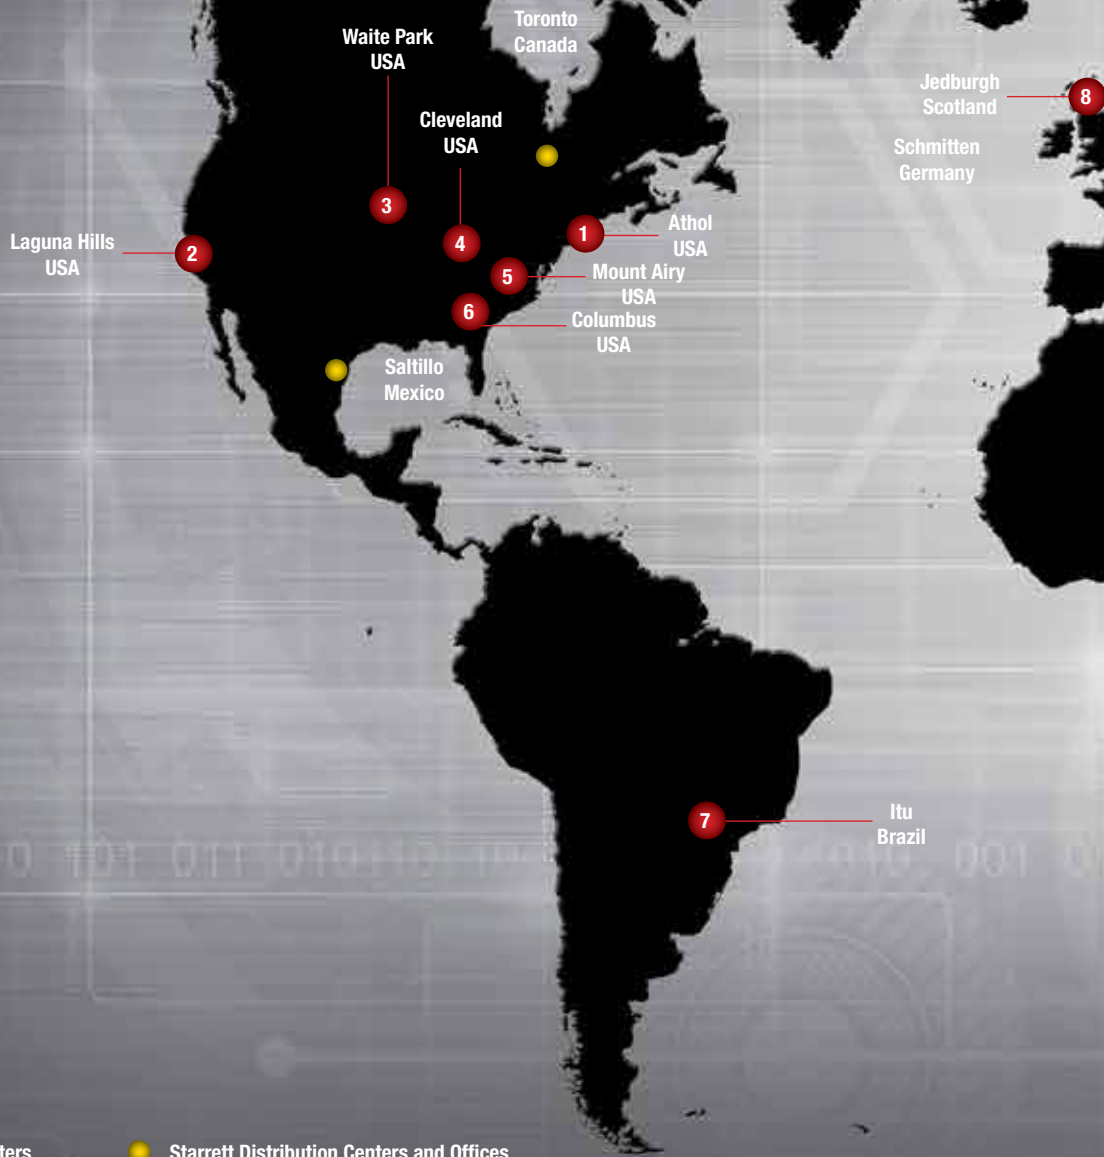 Toronto
Canada
Waite Park
USA
Cleveland
USA
Jedburgh
Scotland
8
Schmitten
Germany
3
Laguna Hills
USA
2
4
1
Athol
USA
5
Mount Airy
USA
6
Columbus
USA
Saltillo
Mexico
7
Itu
Brazil
001
Starrett Distribution Centers and Offices